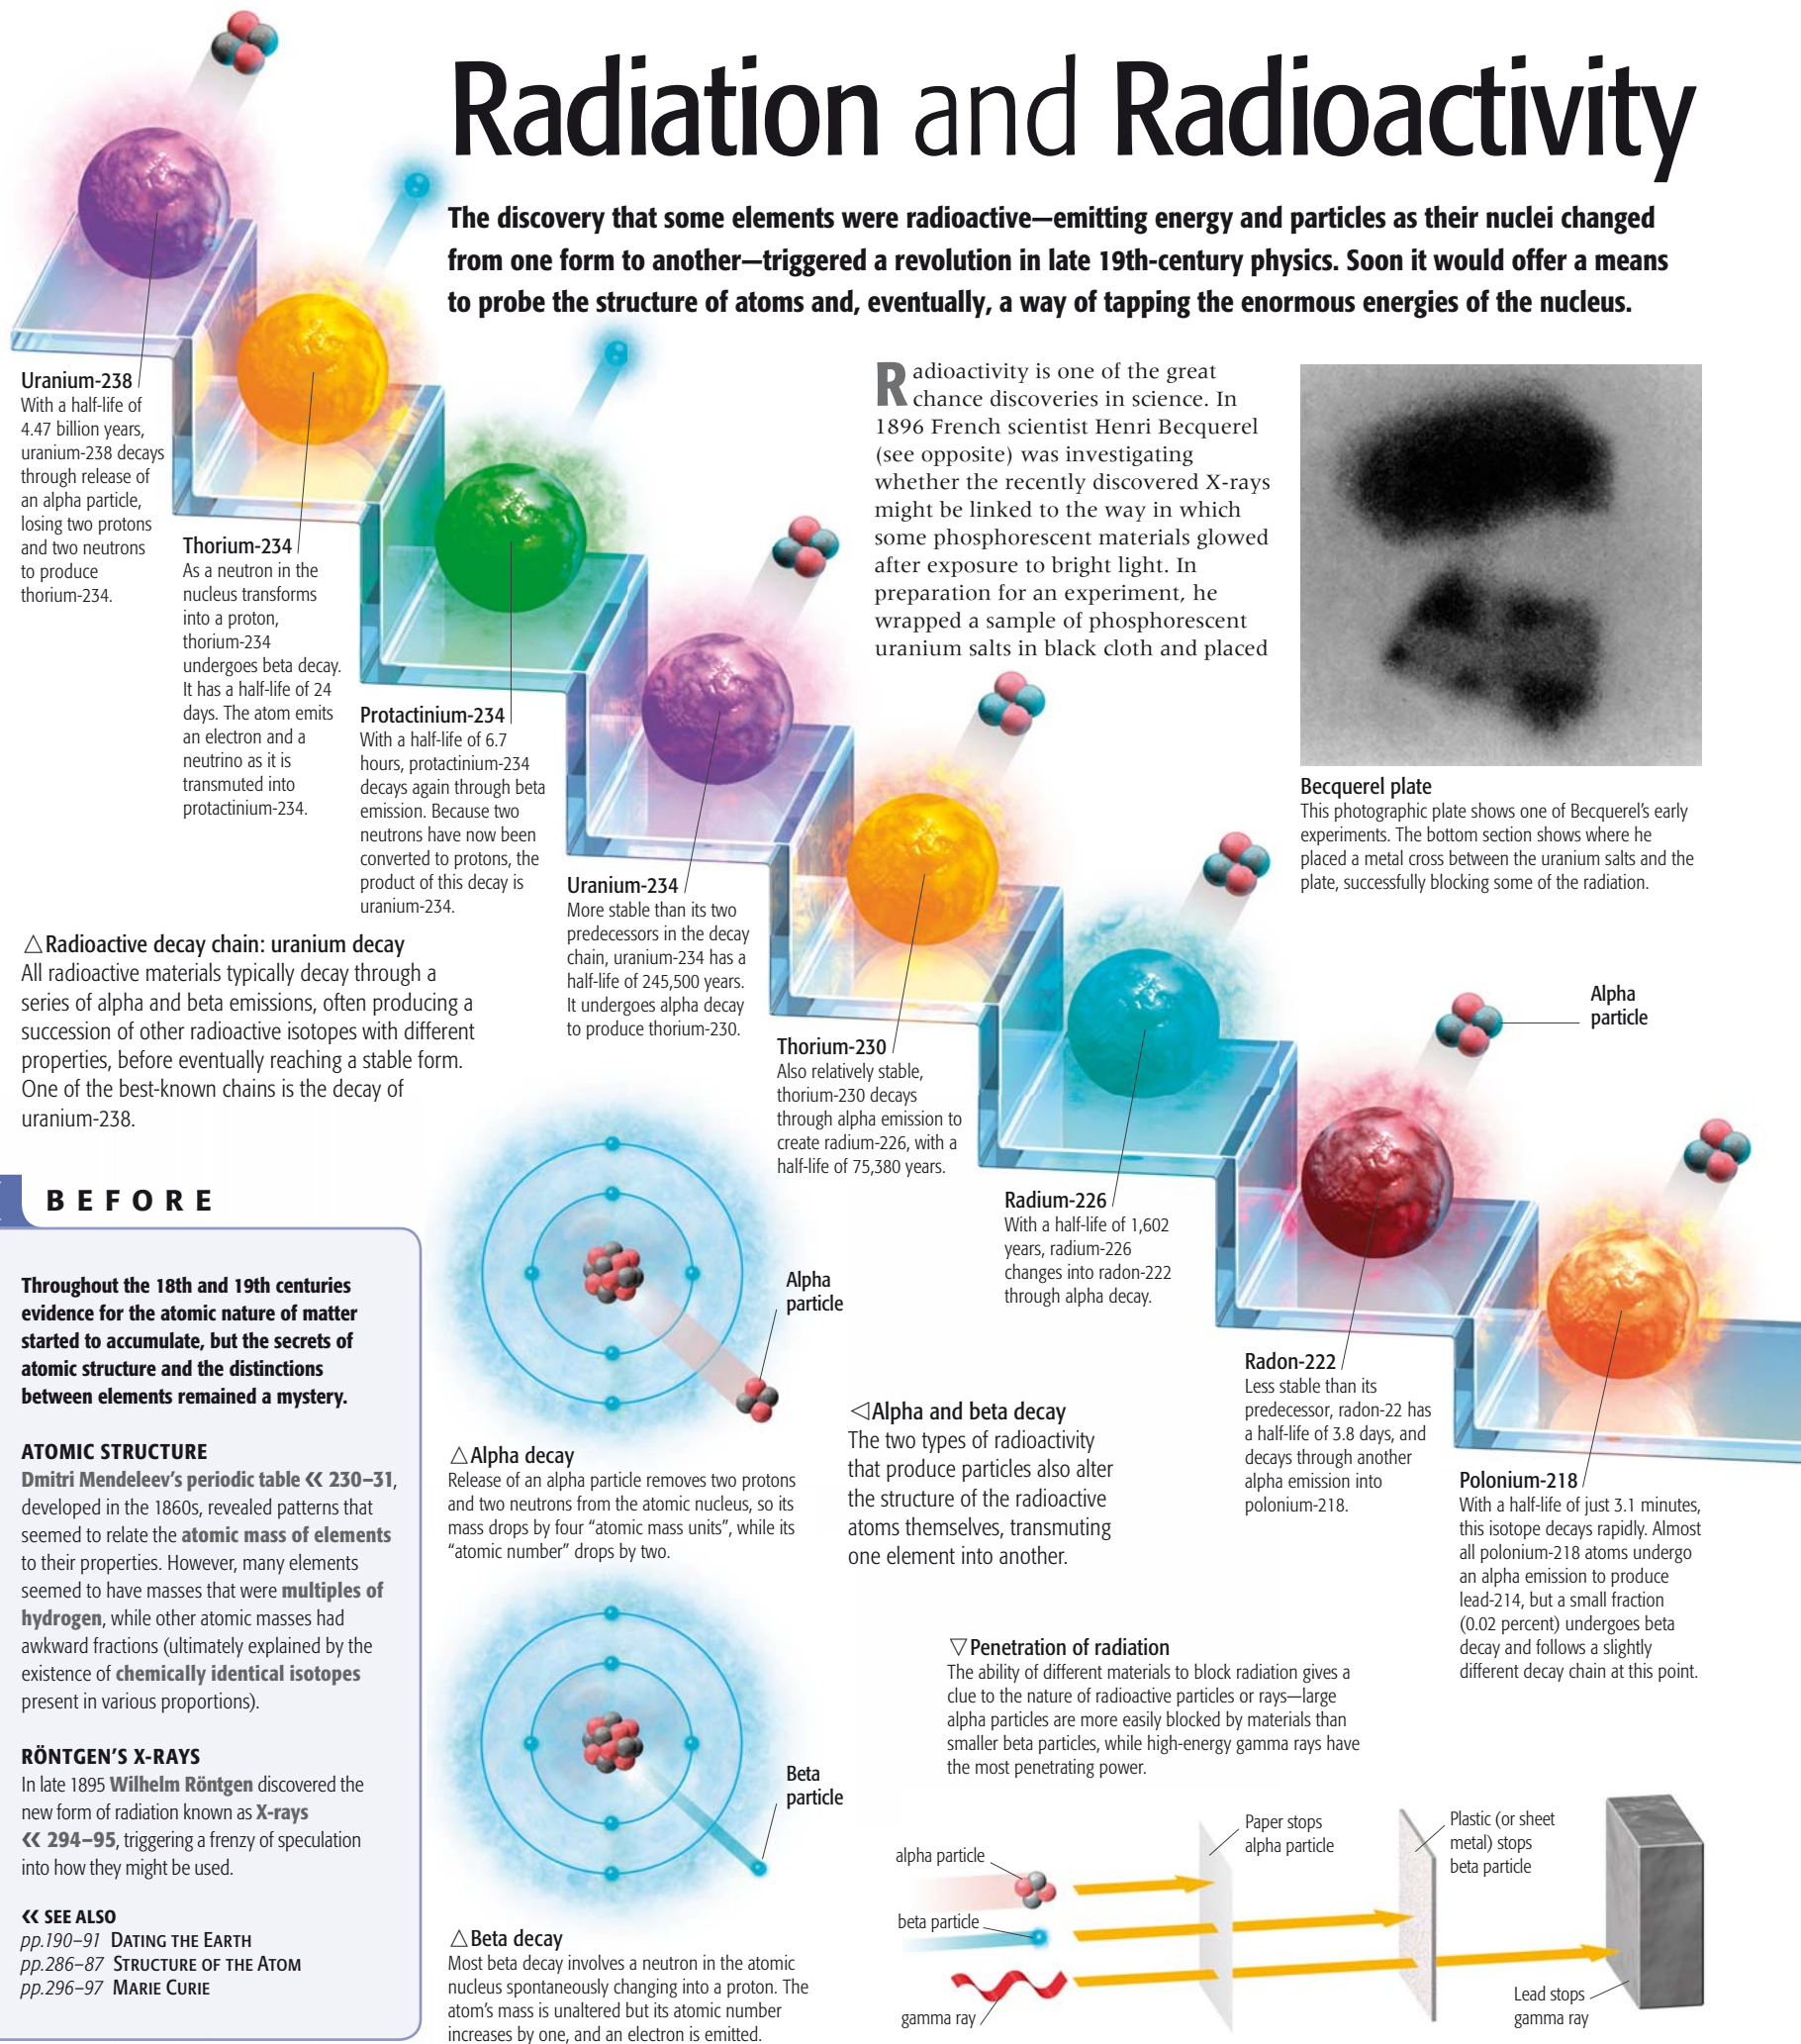 Radiation and Radioactivity
The discovery that some elements were radioactive—emitting energy and particles as their nuclei changed
from one form to another—triggered a revolution in late 19th-century physics. Soon it would offer a means
to probe the structure of atoms and, eventually, a way of tapping the enormous energies of the nucleus.
Uranium-238
With a half-life of
4.47 billion years,
uranium-238 decays
through release of
an alpha particle,
losing two protons
and two neutrons
to produce
thorium-234.
Thorium-234
As a neutron in the
nucleus transforms
into a proton,
thorium-234
undergoes beta decay.
It has a half-life of 24
days. The atom emits
an electron and a
neutrino as it is
transmuted into
protactinium-234.
Protactinium-234
With a half-life of 6.7
hours, protactinium-234
decays again through beta
emission. Because two
neutrons have now been
converted to protons, the
product of this decay is
uranium-234.
Uranium-234
More stable than its two
predecessors in the decay
chain, uranium-234 has a
half-life of 245,500 years.
It undergoes alpha decay
to produce thorium-230.
Thorium-230
Also relatively stable,
thorium-230 decays
through alpha emission to
create radium-226, with a
half-life of 75,380 years.
Radium-226
With a half-life of 1,602
years, radium-226
changes into radon-222
through alpha decay.
Radon-222
Less stable than its
predecessor, radon-22 has
a half-life of 3.8 days, and
decays through another
alpha emission into
polonium-218.
Polonium-218
With a half-life of just 3.1 minutes,
this isotope decays rapidly. Almost
all polonium-218 atoms undergo
an alpha emission to produce
lead-214, but a small fraction
(0.02 percent) undergoes beta
decay and follows a slightly
different decay chain at this point.
Alpha
particle
Radioactivity is one of the great
chance discoveries in science. In
1896 French scientist Henri Becquerel
(see opposite) was investigating
whether the recently discovered X-rays
might be linked to the way in which
some phosphorescent materials glowed
after exposure to bright light. In
preparation for an experiment, he
wrapped a sample of phosphorescent
uranium salts in black cloth and placed
Becquerel plate
This photographic plate shows one of Becquerel's early
experiments. The bottom section shows where he
placed a metal cross between the uranium salts and the
plate, successfully blocking some of the radiation.
△Radioactive decay chain: uranium decay
All radioactive materials typically decay through a
series of alpha and beta emissions, often producing a
succession of other radioactive isotopes with different
properties, before eventually reaching a stable form.
One of the best-known chains is the decay of
uranium-238.
BEFORE
Throughout the 18th and 19th centuries
evidence for the atomic nature of matter
started to accumulate, but the secrets of
atomic structure and the distinctions
between elements remained a mystery.
ATOMIC STRUCTURE
Dmitri Mendeleev's periodic table ‹‹ 230–31,
developed in the 1860s, revealed patterns that
seemed to relate the atomic mass of elements
to their properties. However, many elements
seemed to have masses that were multiples of
hydrogen, while other atomic masses had
awkward fractions (ultimately explained by the
existence of chemically identical isotopes
present in various proportions).
RÖNTGEN'S X-RAYS
In late 1895 Wilhelm Röntgen discovered the
new form of radiation known as X-rays
‹‹ 294–95, triggering a frenzy of speculation
into how they might be used.
‹‹ SEE ALSO
pp.190–91 DATING THE EARTH
pp.286–87 STRUCTURE OF THE ATOM
pp.296–97 MARIE CURIE
Alpha
particle
△Alpha decay
Release of an alpha particle removes two protons
and two neutrons from the atomic nucleus, so its
mass drops by four “atomic mass units”, while its
“atomic number” drops by two.
◁Alpha and beta decay
The two types of radioactivity
that produce particles also alter
the structure of the radioactive
atoms themselves, transmuting
one element into another.
Beta
particle
△Beta decay
Most beta decay involves a neutron in the atomic
nucleus spontaneously changing into a proton. The
atom's mass is unaltered but its atomic number
increases by one, and an electron is emitted.
▽Penetration of radiation
The ability of different materials to block radiation gives a
clue to the nature of radioactive particles or rays—large
alpha particles are more easily blocked by materials than
smaller beta particles, while high-energy gamma rays have
the most penetrating power.
alpha particle
beta particle
gamma ray
Paper stops
alpha particle
Plastic (or sheet
metal) stops
beta particle
Lead stops
gamma ray